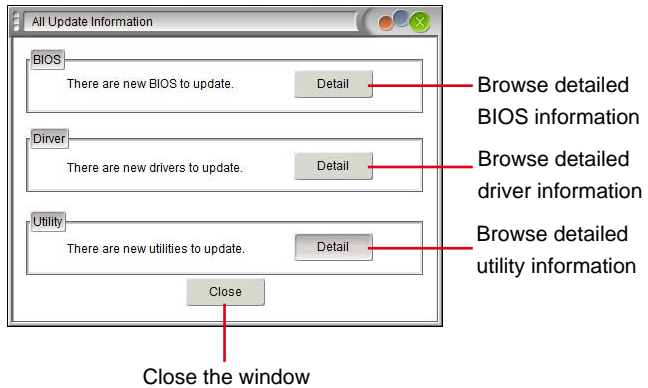 All Update Information
BIOS
There are new BIOS to update.
Detail
Browse detailed
BIOS information
Dirver
There are new drivers to update.
Detail
Browse detailed
driver information
Utility
There are new utilities to update.
Detail
Browse detailed
utility information
Close
Close the window